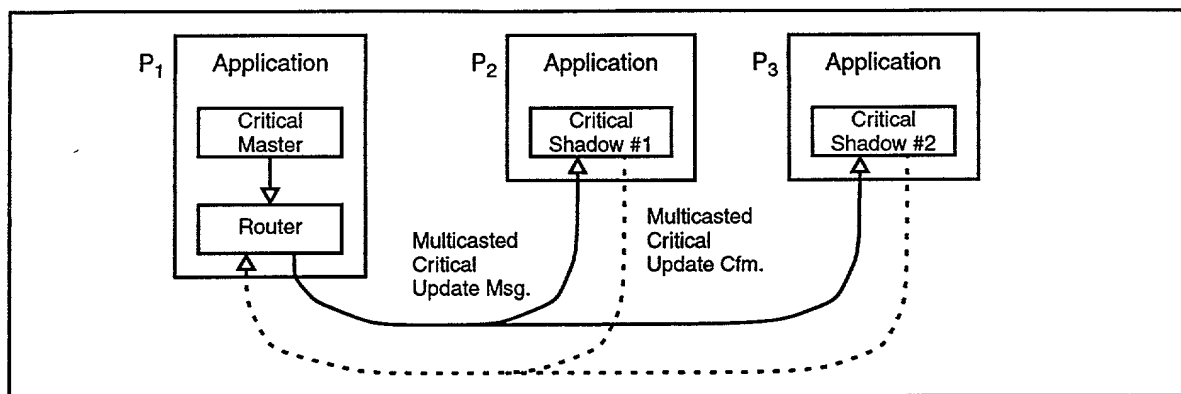 P1
Application
Critical
Master
Router
P2
Application
Critical
Shadow #1
P3
Application
Critical
Shadow #2
Multicasted
Critical
Update Msg.
Multicasted
Critical
Update Cfm.